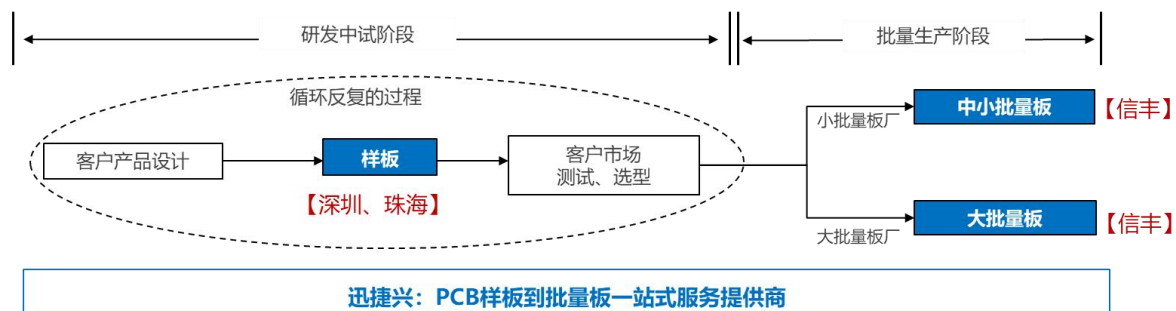 研发中试阶段
批量生产阶段
循环反复的过程
客户产品设计
样板
【深圳、珠海】
客户市场
测试、选型
小批量板厂
中小批量板
【信丰】
大批量板厂
大批量板
【信丰】
迅捷兴：PCB样板到批量板一站式服务提供商